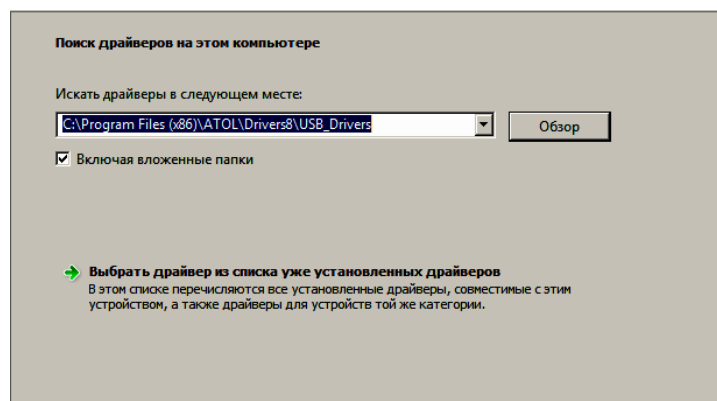 Поиск драйверов на этом компьютере
Искать драйверы в следующем месте:
C:\Program Files (x86)\ATOL\Drivers8\USB_Drivers
Обзор
Включая вложенные папки
Выбрать драйвер из списка уже установленных драйверов
В этом списке перечисляются все установленные драйверы, совместимые с этим
устройством, а также драйверы для устройств той же категории.